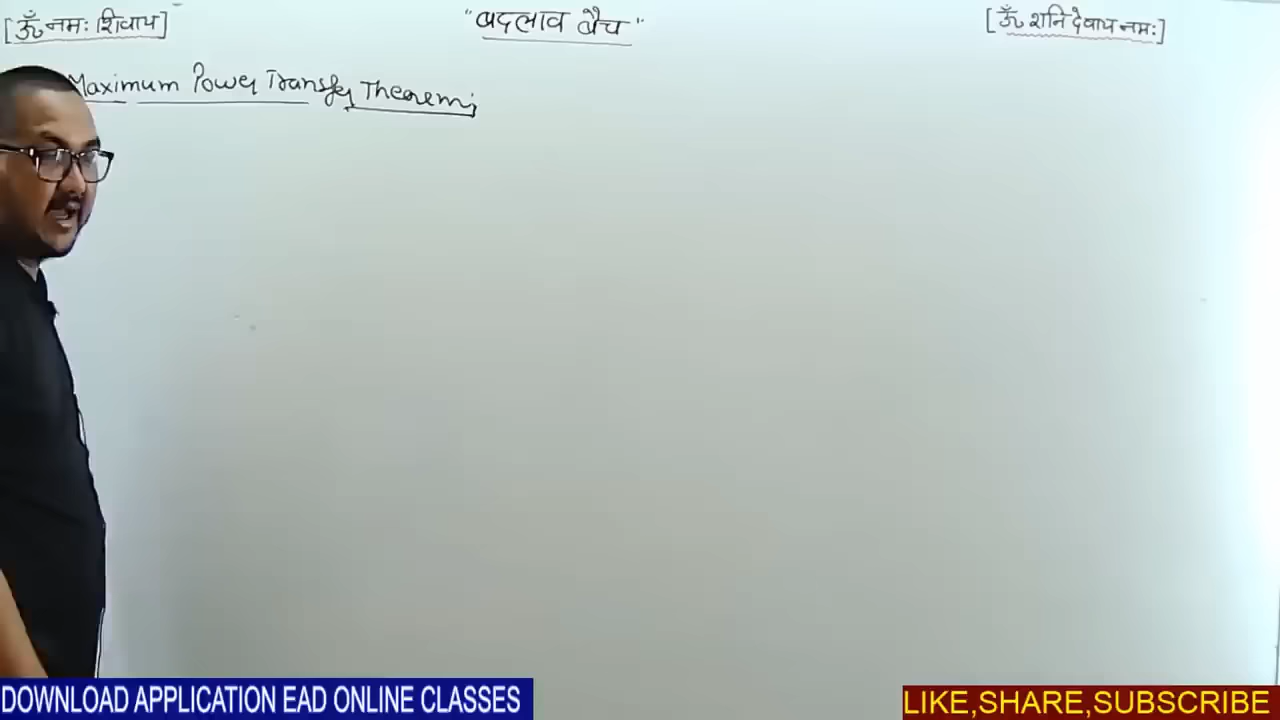 [ॐ नमः शिवाय]
"बदलाव बैच"
[ॐ शनि देवाय नमः]
Maximum Power Transfer Theorem;
DOWNLOAD APPLICATION EAD ONLINE CLASSES
LIKE,SHARE,SUBSCRIBE